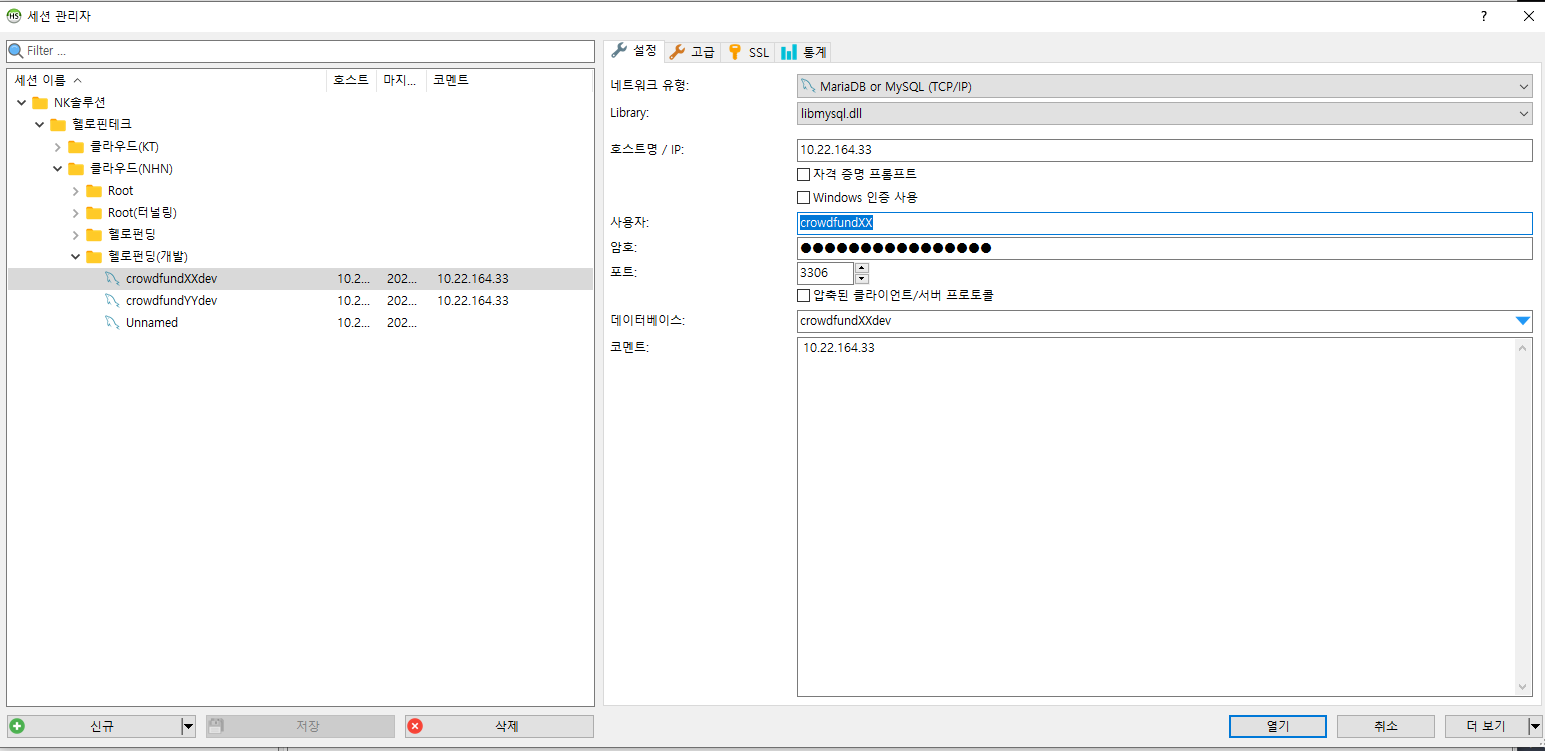 세션 관리자
Filter ...
세션 이름 호스트 마지... 코멘트
NK솔루션
헬로핀테크
클라우드(KT)
클라우드(NHN)
Root
Root(터널링)
헬로펀딩
헬로펀딩(개발)
crowdfundXXdev 10.2... 202... 10.22.164.33
crowdfundYYdev 10.2... 202... 10.22.164.33
Unnamed 10.2... 202...
신규 저장 삭제
설정 고급 SSL 통계
네트워크 유형: MariaDB or MySQL (TCP/IP)
Library: libmysql.dll
호스트명 / IP: 10.22.164.33
자격 증명 프롬프트
Windows 인증 사용
사용자: crowdfundXX
암호: ●●●●●●●●●●●●●●●●
포트: 3306
압축된 클라이언트/서버 프로토콜
데이터베이스: crowdfundXXdev
코멘트: 10.22.164.33
열기 취소 더 보기